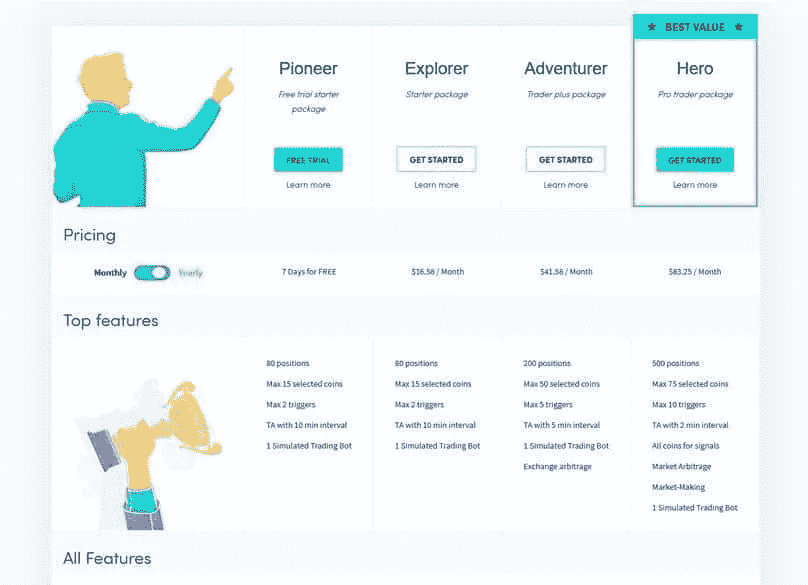 ★ BEST VALUE ★
Pioneer
Free trial starter
package
FREE TRIAL
Learn more
Explorer
Starter package
GET STARTED
Learn more
Adventurer
Trader plus package
GET STARTED
Learn more
Hero
Pro trader package
GET STARTED
Learn more
Pricing
Monthly Yearly
7 Days for FREE
$16.58 / Month
$41.58 / Month
$83.25 / Month
Top features
80 positions
Max 15 selected coins
Max 2 triggers
TA with 10 min interval
1 Simulated Trading Bot
80 positions
Max 15 selected coins
Max 2 triggers
TA with 10 min interval
1 Simulated Trading Bot
200 positions
Max 50 selected coins
Max 5 triggers
TA with 5 min interval
1 Simulated Trading Bot
Exchange arbitrage
500 positions
Max 75 selected coins
Max 10 triggers
TA with 2 min interval
All coins for signals
Market Arbitrage
Market-Making
1 Simulated Trading Bot
All Features